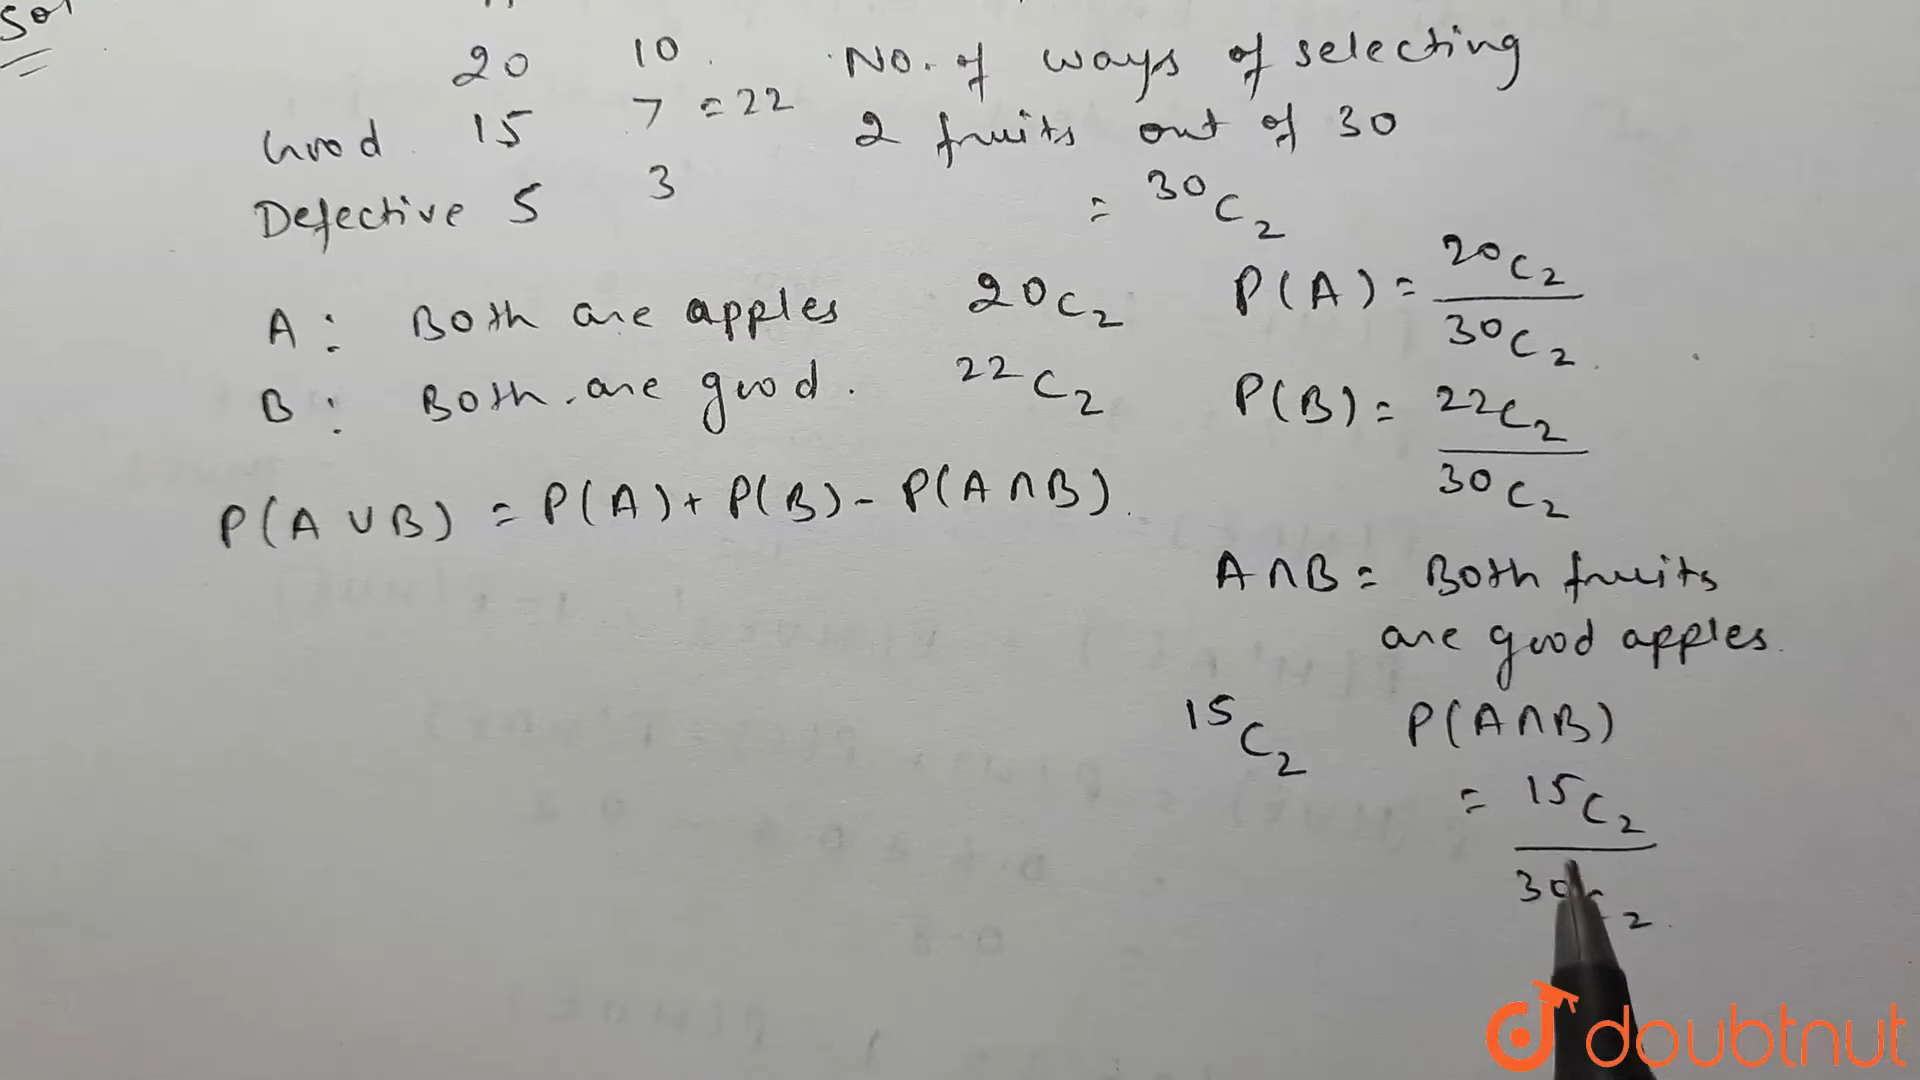 Sol
20 10
Good 15 7 = 22
Defective 5 3
No. of ways of selecting
2 fruits out of 30
= 30C2
A : Both are apples 20C2
B : Both are good. 22C2
P(A) = 20C2
30C2
P(B) = 22C2
30C2
P(A ∪ B) = P(A) + P(B) - P(A ∩ B).
A∩B = Both fruits
are good apples.
15C2
P(A∩B)
= 15C2
30C2
doubtnut